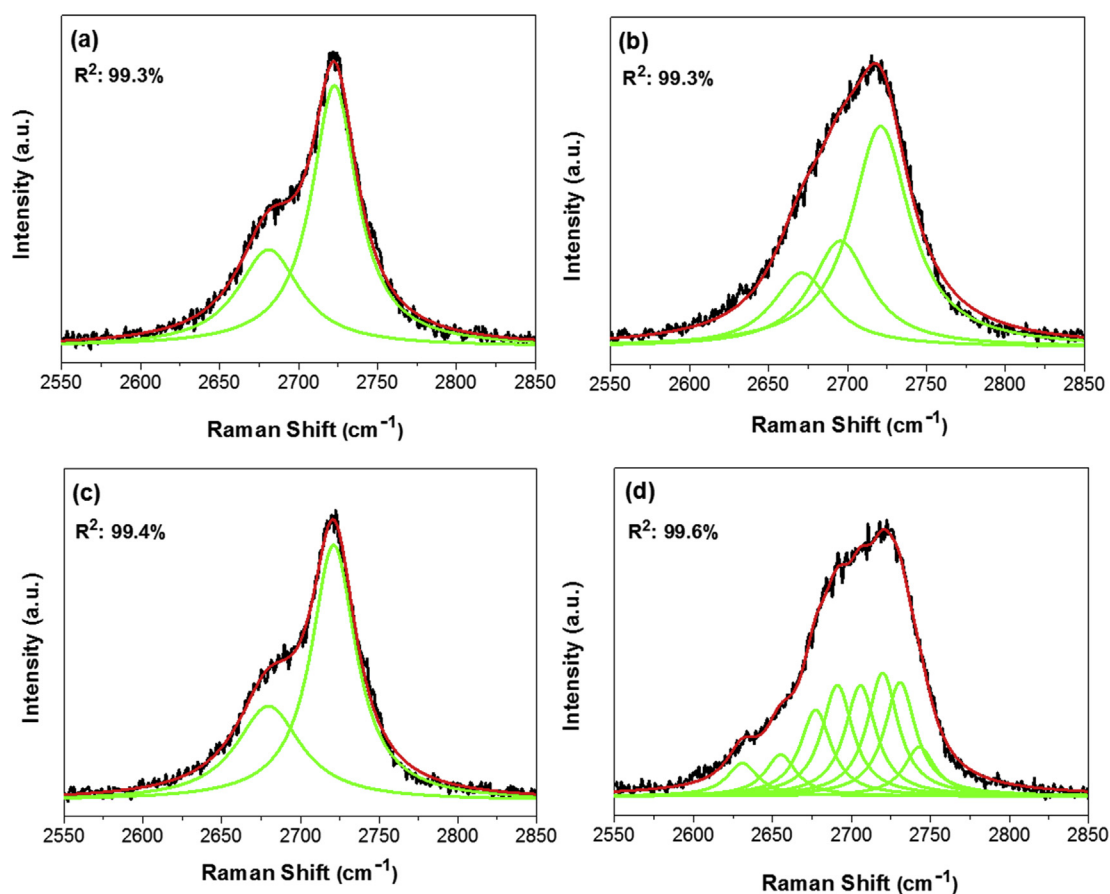 (a)
R²: 99.3%
Intensity (a.u.)
2550 2600 2650 2700 2750 2800 2850
Raman Shift (cm⁻¹)
(b)
R²: 99.3%
Intensity (a.u.)
2550 2600 2650 2700 2750 2800 2850
Raman Shift (cm⁻¹)
(c)
R²: 99.4%
Intensity (a.u.)
2550 2600 2650 2700 2750 2800 2850
Raman Shift (cm⁻¹)
(d)
R²: 99.6%
Intensity (a.u.)
2550 2600 2650 2700 2750 2800 2850
Raman Shift (cm⁻¹)